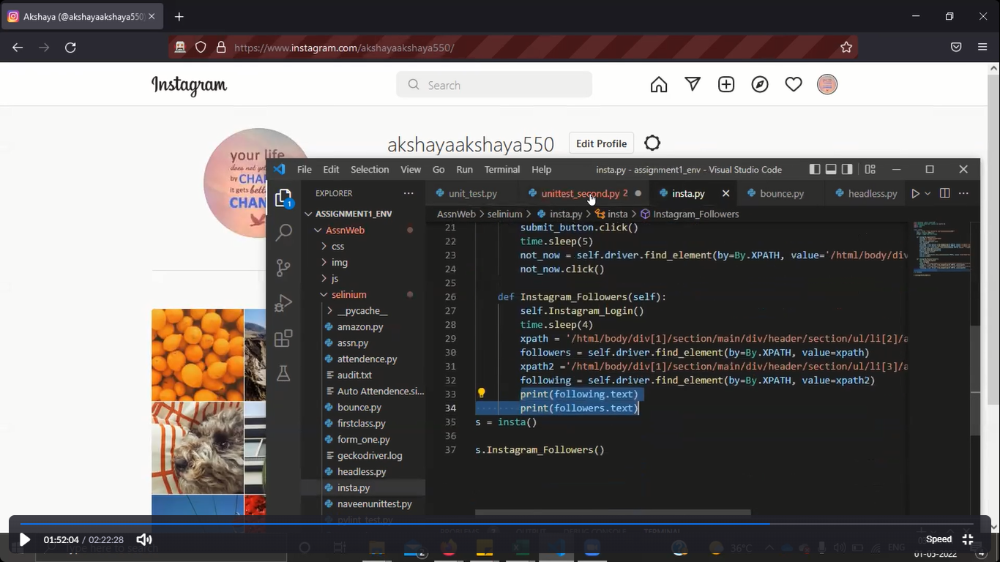 Akshaya (@akshayaakshaya550)
https://www.instagram.com/akshayaakshaya550/
Instagram
Search
akshayaakshaya550
Edit Profile
your life
does not get
by CHA
it gets bett
CHAN
File Edit Selection View Go Run Terminal Help
insta.py - assignment1_env - Visual Studio Code
1
EXPLORER
unit_test.py
unittest_second.py 2
insta.py
bounce.py
headless.py
ASSIGNMENT1_ENV
AssnWeb > selinium > insta.py > insta > Instagram_Followers
AssnWeb
css
img
js
selinium
__pycache__
amazon.py
assn.py
attendence.py
audit.txt
Auto Attendence.si...
bounce.py
firstclass.py
form_one.py
geckodriver.log
headless.py
insta.py
naveenunittest.py
pylint_test.py
21 submit_button.click()
22 time.sleep(5)
23 not_now = self.driver.find_element(by=By.XPATH, value='/html/body/div
24 not_now.click()
25
26 def Instagram_Followers(self):
27 self.Instagram_Login()
28 time.sleep(4)
29 xpath = '/html/body/div[1]/section/main/div/header/section/ul/li[2]/a
30 followers = self.driver.find_element(by=By.XPATH, value=xpath)
31 xpath2 ='/html/body/div[1]/section/main/div/header/section/ul/li[3]/a
32 following = self.driver.find_element(by=By.XPATH, value=xpath2)
33 print(following.text)
34 print(followers.text)
35 s = insta()
36
37 s.Instagram_Followers()
PROBLEMS OUTPUT DEBUG CONSOLE TERMINAL
01:52:04 / 02:22:28
Type here to search
Speed
36°C
ENG
01-05-2022